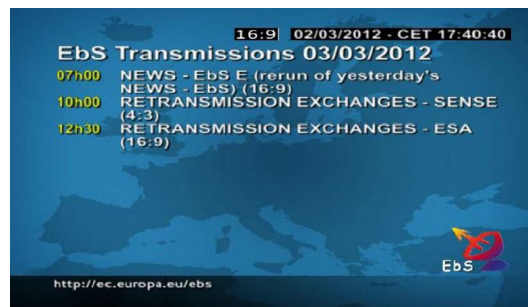 16:9 02/03/2012 - CET 17:40:40
EbS Transmissions 03/03/2012
07h00 NEWS - EbS E (rerun of yesterday's
NEWS - EbS) (16:9)
10h00 RETRANSMISSION EXCHANGES - SENSE
(4:3)
12h30 RETRANSMISSION EXCHANGES - ESA
(16:9)
EbS
http://ec.europa.eu/ebs